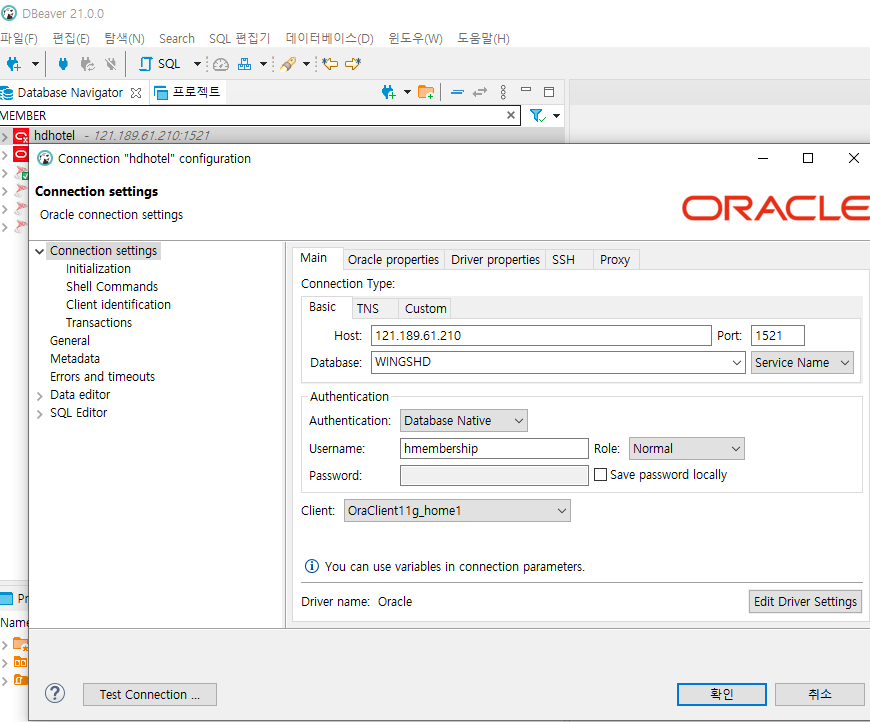 DBeaver 21.0.0
파일(F) 편집(E) 탐색(N) Search SQL 편집기 데이터베이스(D) 윈도우(W) 도움말(H)
SQL
Database Navigator 프로젝트
MEMBER
hdhotel - 121.189.61.210:1521
Connection "hdhotel" configuration
Connection settings
Oracle connection settings
ORACLE
Connection settings
Initialization
Shell Commands
Client identification
Transactions
General
Metadata
Errors and timeouts
Data editor
SQL Editor
Main Oracle properties Driver properties SSH Proxy
Connection Type:
Basic TNS Custom
Host: 121.189.61.210 Port: 1521
Database: WINGSHD Service Name
Authentication
Authentication: Database Native
Username: hmembership Role: Normal
Password: Save password locally
Client: OraClient11g_home1
You can use variables in connection parameters.
Driver name: Oracle Edit Driver Settings
Pr
Name
Test Connection ... 확인 취소